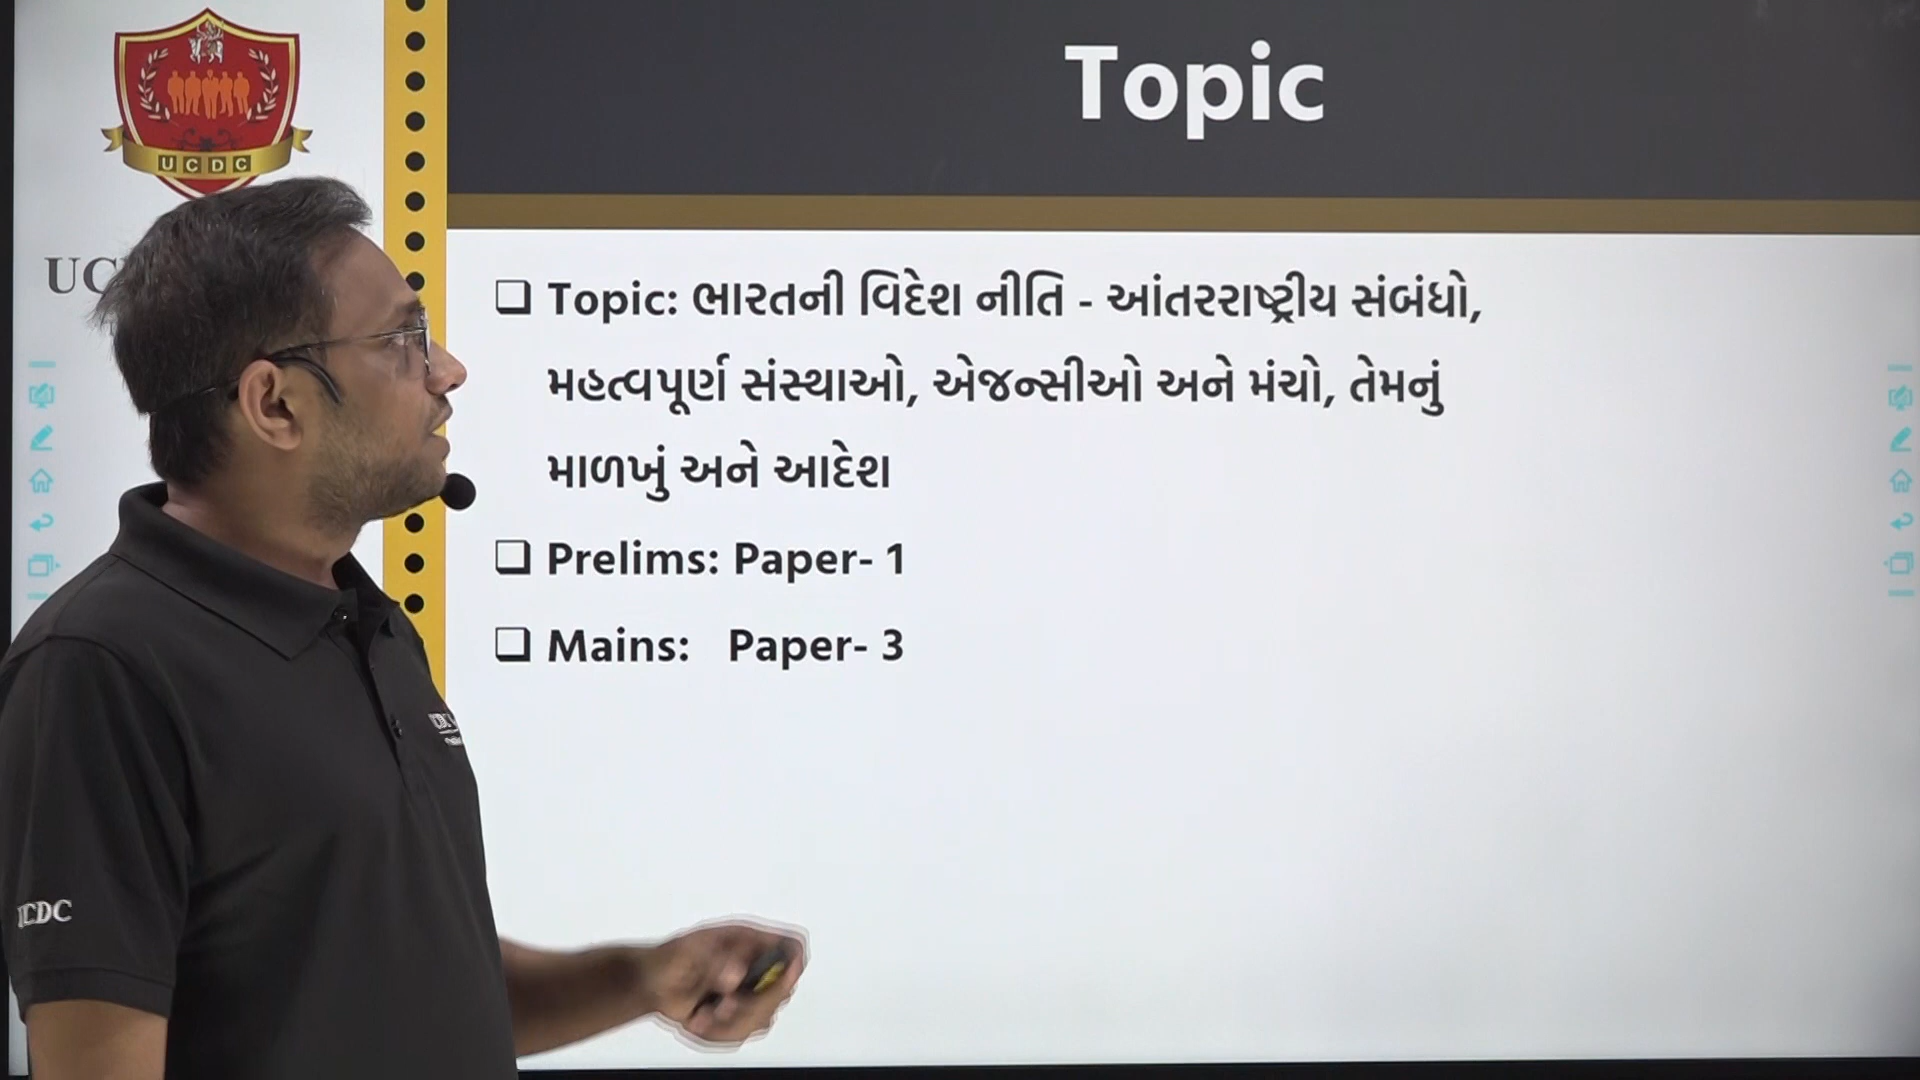 Topic
UCDC
Topic: ભારતની વિદેશ નીતિ - આંતરરાષ્ટ્રીય સંબંધો,
મહત્વપૂર્ણ સંસ્થાઓ, એજન્સીઓ અને મંચો, તેમનું
માળખું અને આદેશ
Prelims: Paper- 1
Mains: Paper- 3
UCDC